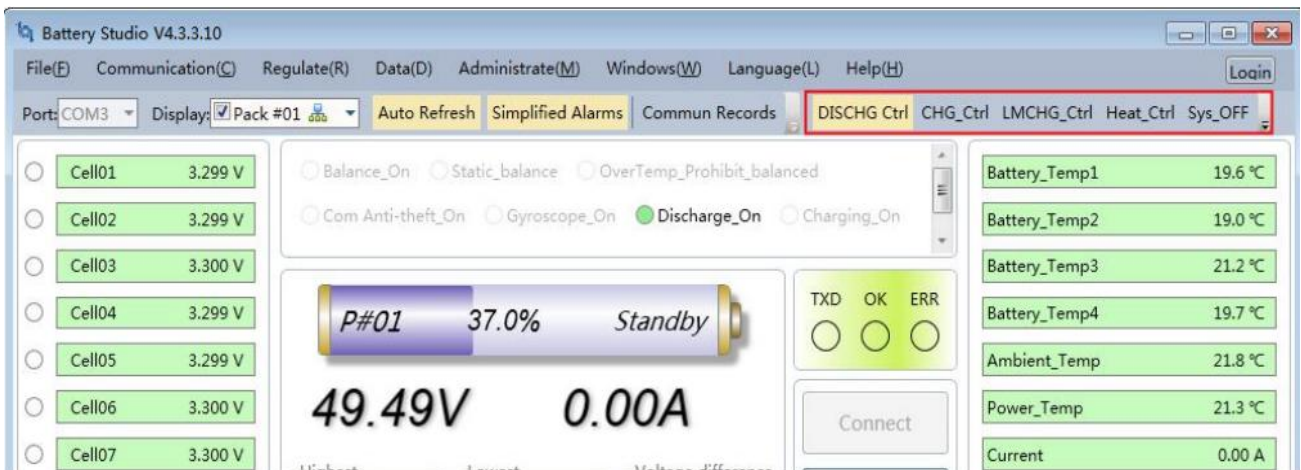 Battery Studio V4.3.3.10
File(F) Communication(C) Regulate(R) Data(D) Administrate(M) Windows(W) Language(L) Help(H) Login
Port: COM3 Display: Pack #01 Auto Refresh Simplified Alarms Commun Records DISCHG Ctrl CHG_Ctrl LMCHG_Ctrl Heat_Ctrl Sys_OFF
Cell01 3.299 V
Cell02 3.299 V
Cell03 3.300 V
Cell04 3.299 V
Cell05 3.299 V
Cell06 3.300 V
Cell07 3.300 V
Balance_On Static_balance OverTemp_Prohibit_balanced
Com Anti-theft_On Gyroscope_On Discharge_On Charging_On
P#01 37.0% Standby
49.49V 0.00A
TXD OK ERR
Connect
Battery_Temp1 19.6 ℃
Battery_Temp2 19.0 ℃
Battery_Temp3 21.2 ℃
Battery_Temp4 19.7 ℃
Ambient_Temp 21.8 ℃
Power_Temp 21.3 ℃
Current 0.00 A